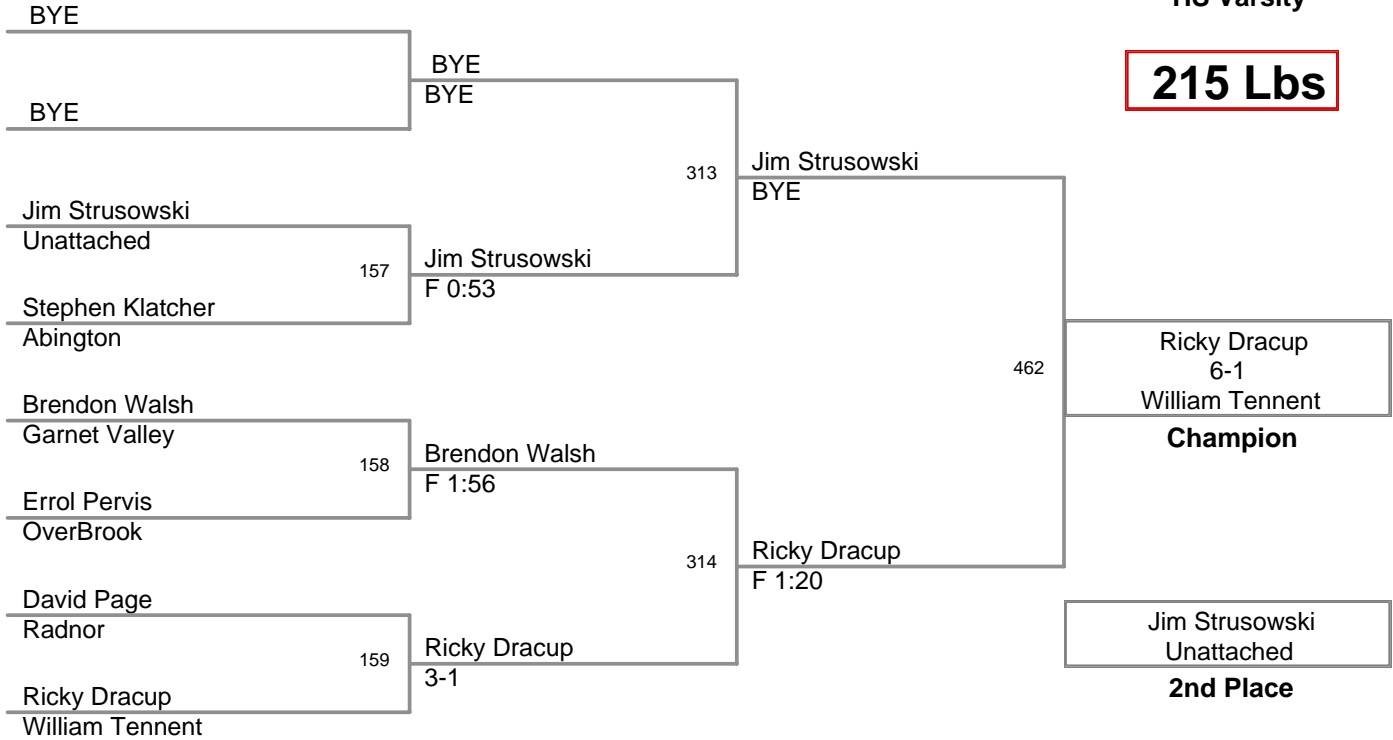 HS Varsity
215 Lbs
BYE
BYE
Jim Strusowski
Unattached
157
Stephen Klatcher
Abington
Brendon Walsh
Garnet Valley
158
Errol Pervis
OverBrook
David Page
Radnor
159
Ricky Dracup
William Tennent
BYE
BYE
313
Jim Strusowski
F 0:53
Brendon Walsh
F 1:56
314
Ricky Dracup
3-1
Jim Strusowski
BYE
462
Ricky Dracup
F 1:20
Ricky Dracup
6-1
William Tennent
Champion
Jim Strusowski
Unattached
2nd Place